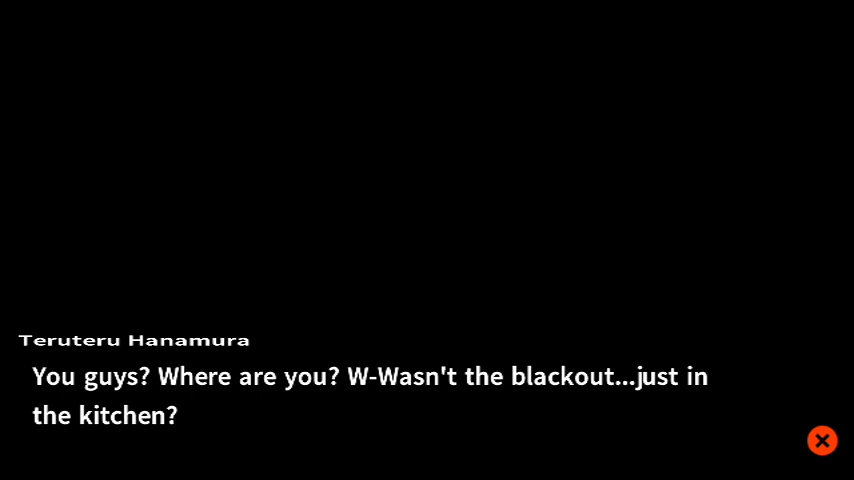 Teruteru Hanamura
You guys? Where are you? W-Wasn't the blackout...just in
the kitchen?